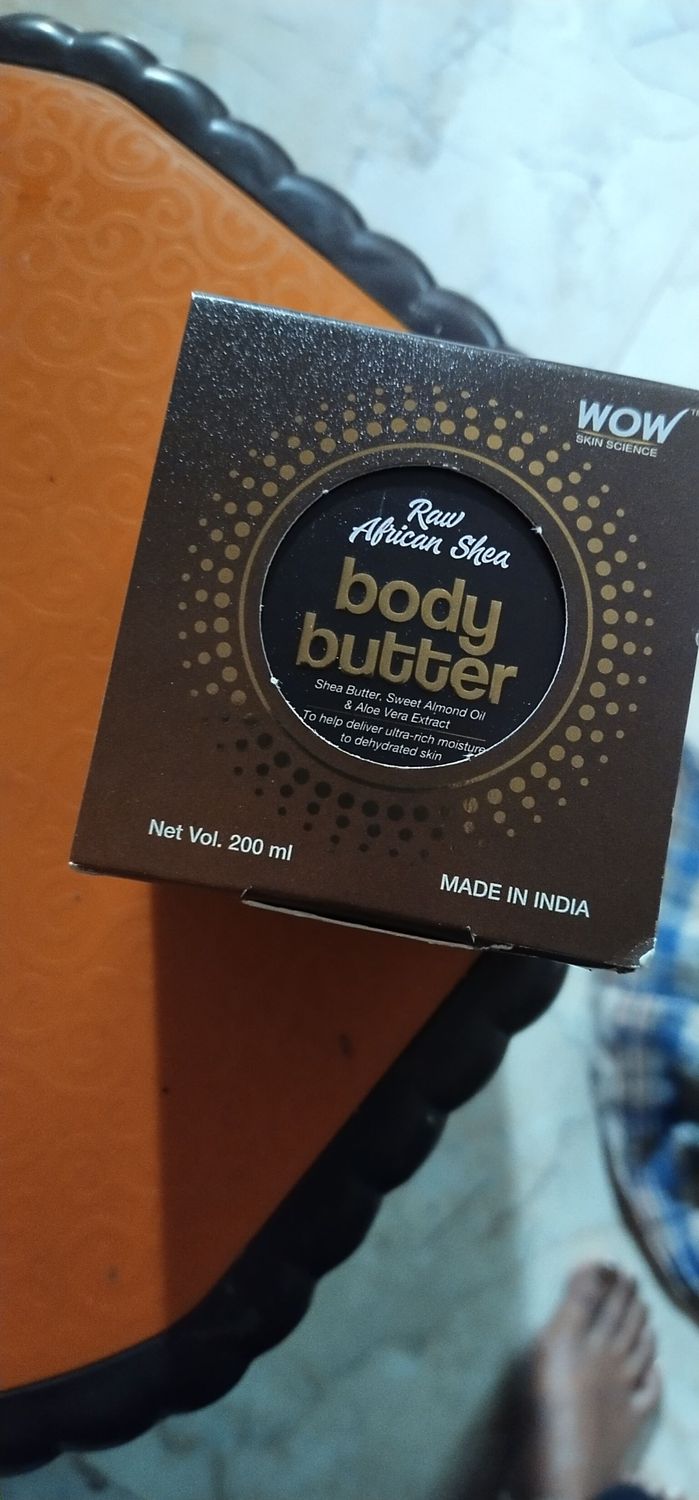 WOW
SKIN SCIENCE
Raw
African Shea
body
butter
Shea Butter, Sweet Almond Oil
& Aloe Vera Extract
To help deliver ultra-rich moisture
to dehydrated skin
Net Vol. 200 ml
MADE IN INDIA